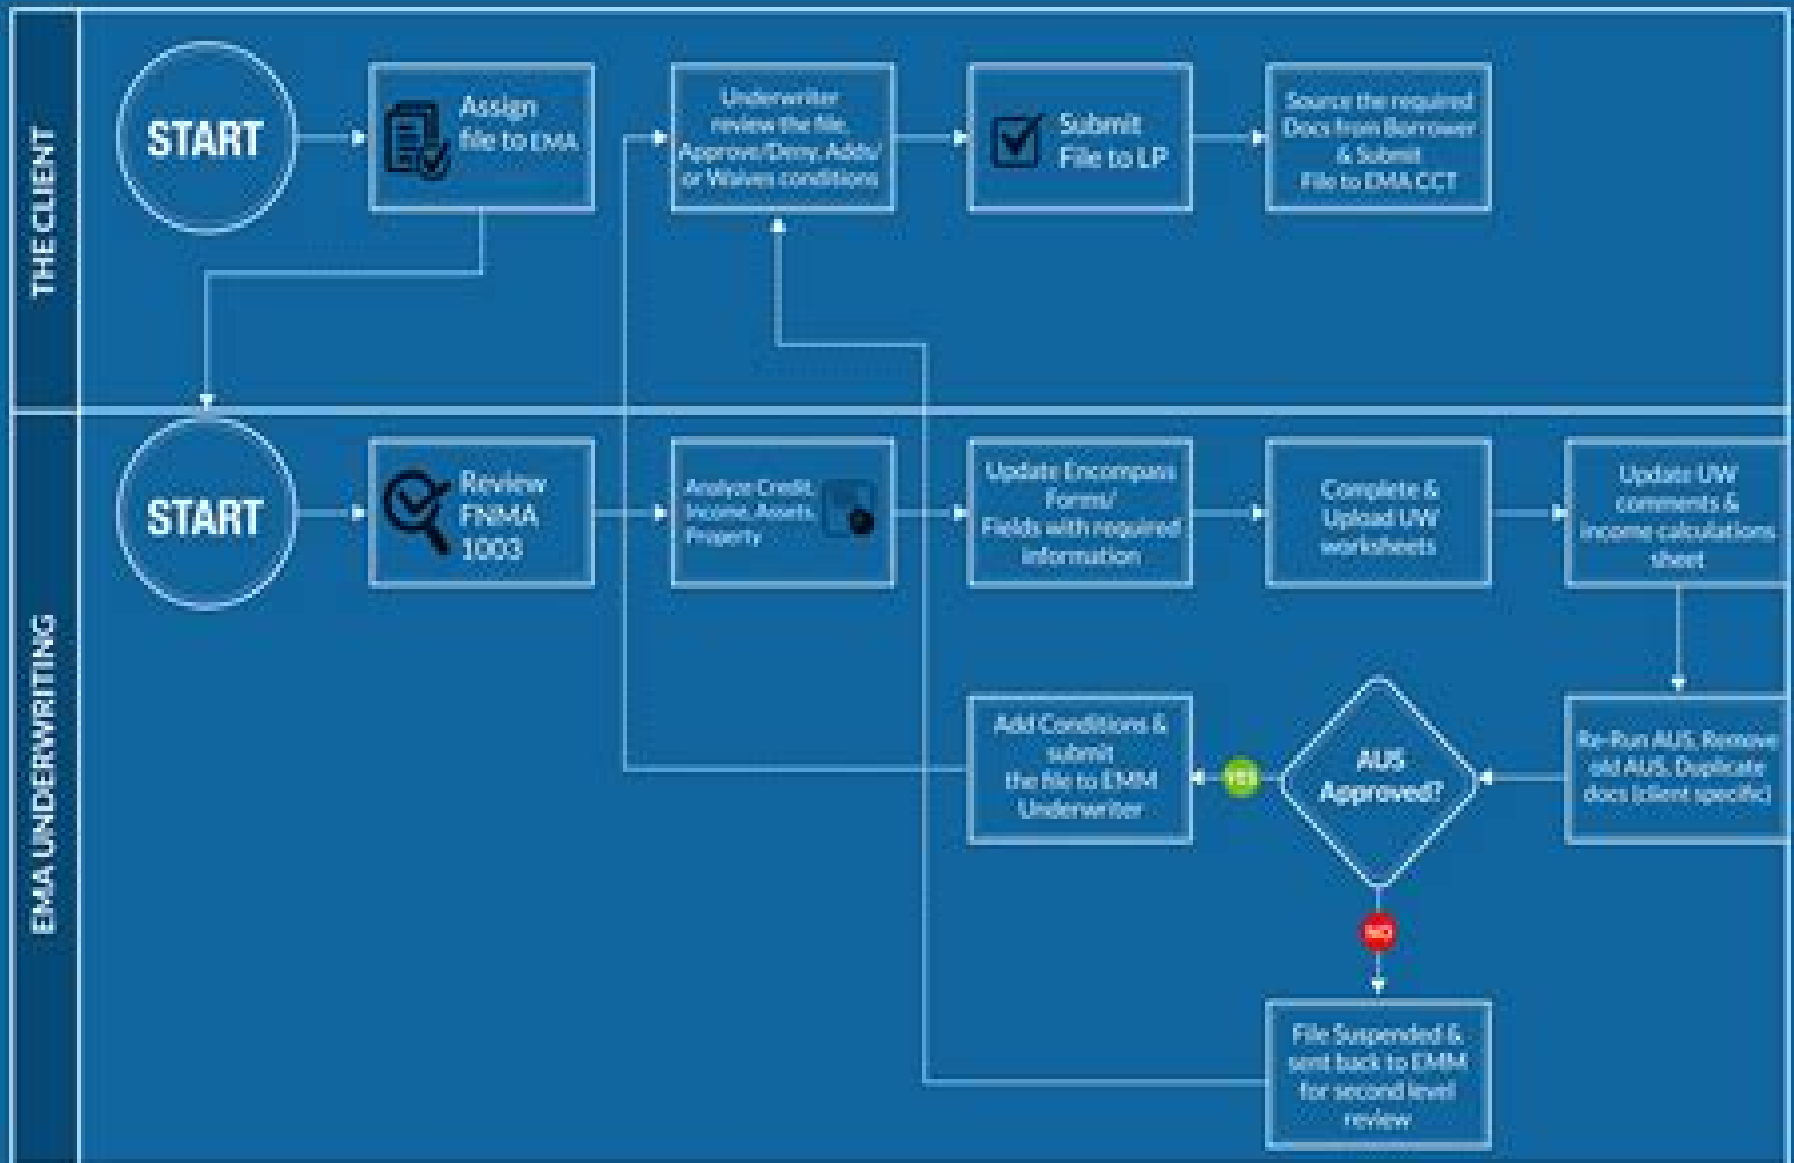 THE CLIENT
START
Assign
file to EMA
Underwriter
review the file,
Approve/Deny, Adds/
or Waives conditions
Submit
File to LP
Source the required
Docs from Borrower
& Submit
File to EMA CCT
EMA UNDERWRITING
START
Review
FNMA
1003
Analyze Credit,
Income, Assets,
Property
Update Encompass
Forms/
Fields with required
information
Complete &
Upload UW
worksheets
Update UW
comments &
income calculations
sheet
Re-Run AUS, Remove
old AUS, Duplicate
docs (client specific)
AUS
Approved?
YES
Add Conditions &
submit
the file to EMM
Underwriter
NO
File Suspended &
sent back to EMM
for second level
review